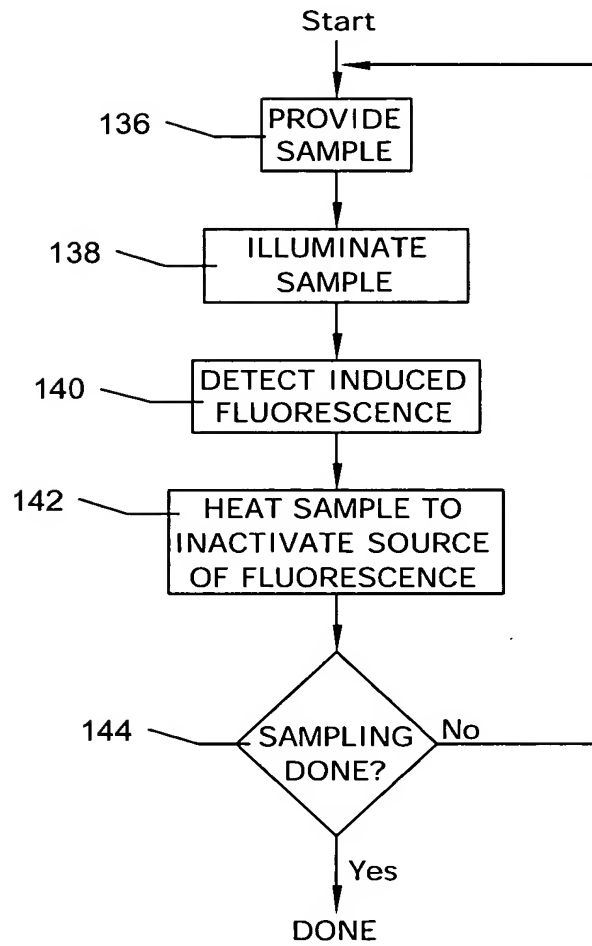 Start
136
PROVIDE
SAMPLE
138
ILLUMINATE
SAMPLE
140
DETECT INDUCED
FLUORESCENCE
142
HEAT SAMPLE TO
INACTIVATE SOURCE
OF FLUORESCENCE
144
SAMPLING
DONE?
No
Yes
DONE